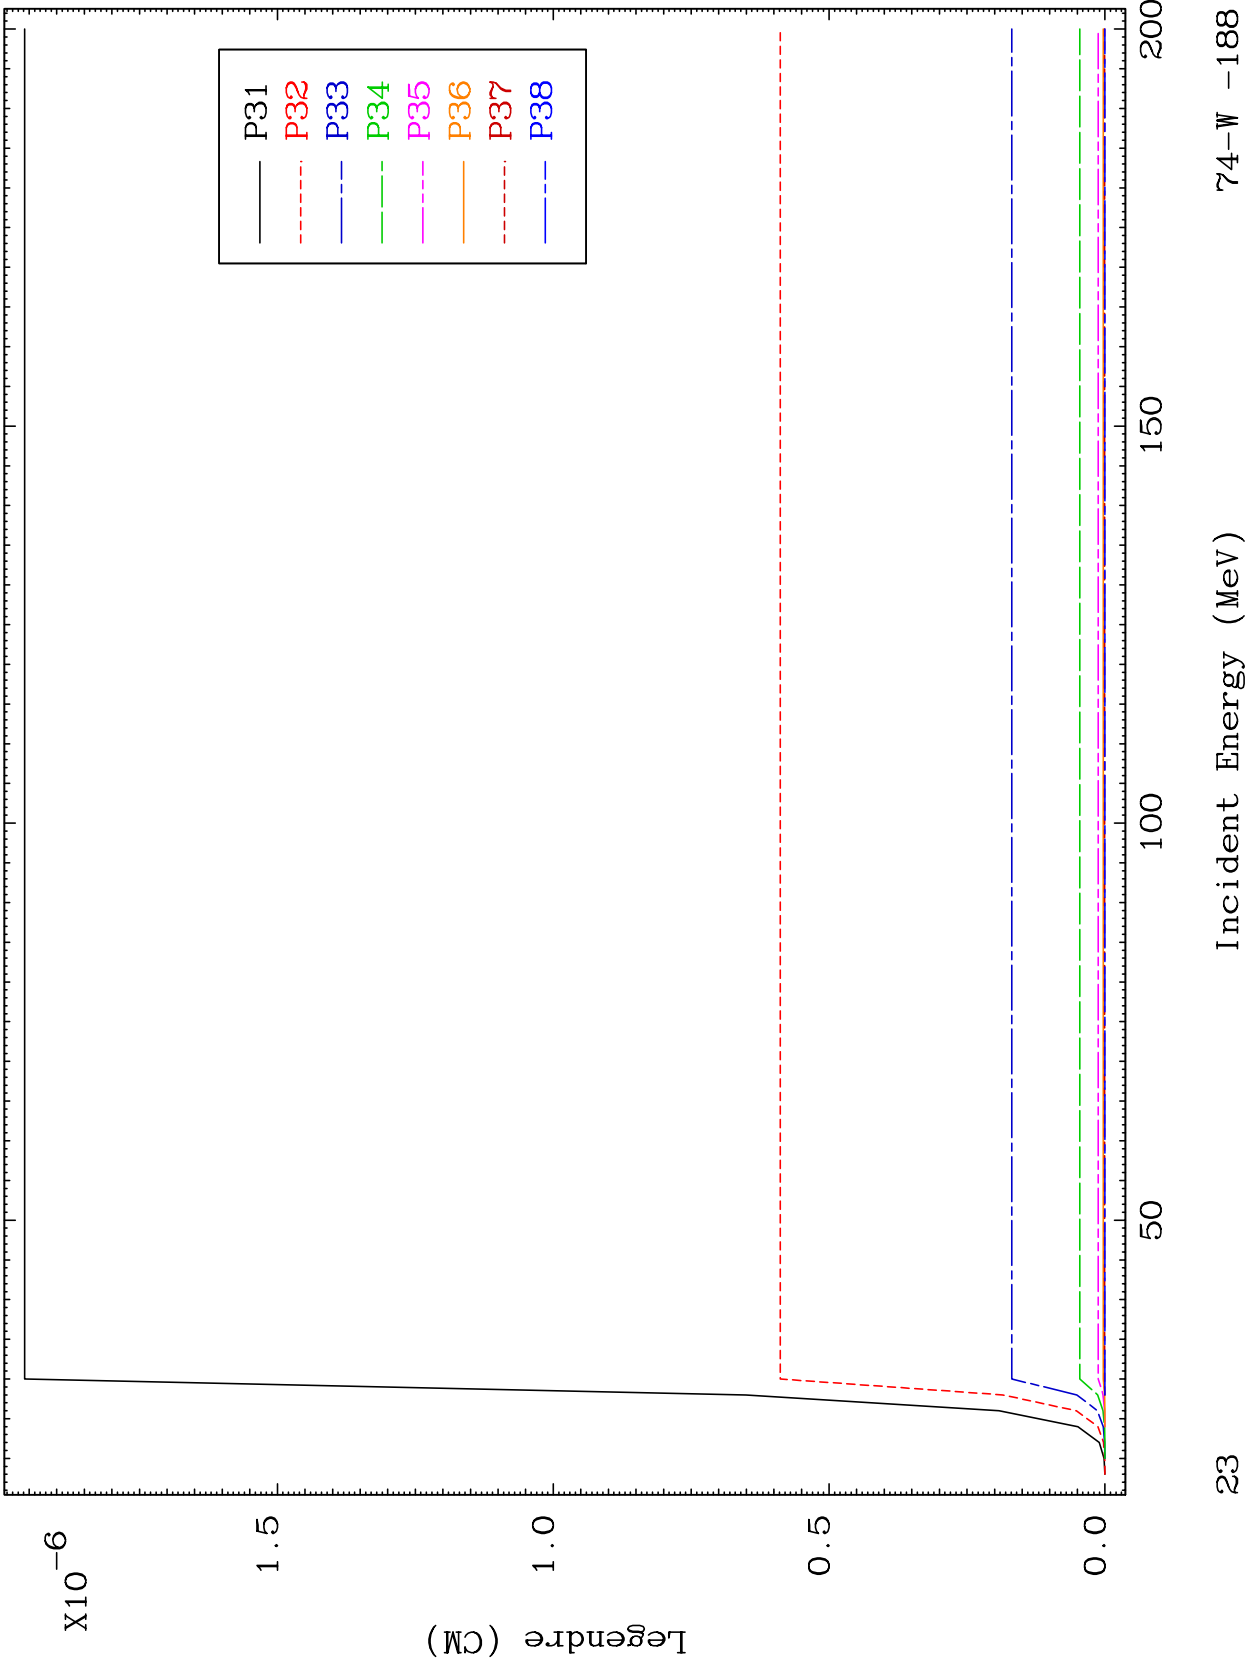 X10-6
Legendre (CM)
1.5
1.0
0.5
0.0
P31
P32
P33
P34
P35
P36
P37
P38
50
100
150
200
Incident Energy (MeV)
23
74-W -188